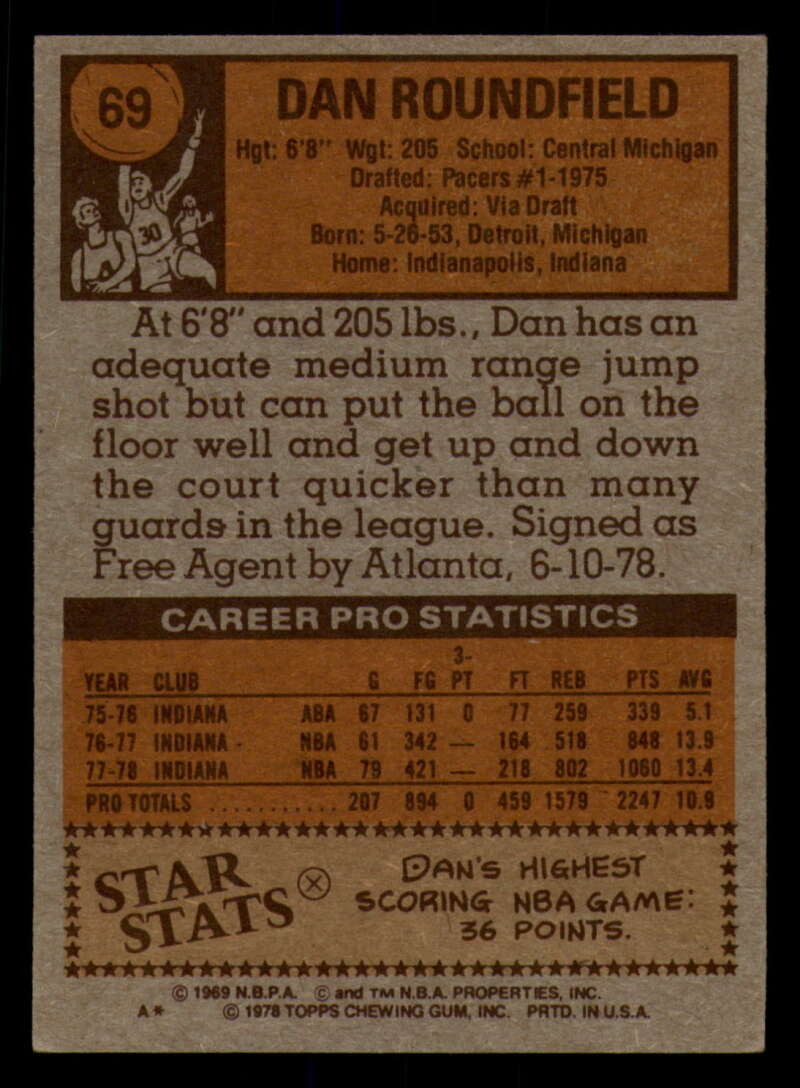 69
DAN ROUNDFIELD
Hgt: 6'8" Wgt: 205 School: Central Michigan
Drafted: Pacers #1-1975
Acquired: Via Draft
Born: 5-26-53, Detroit, Michigan
Home: Indianapolis, Indiana
30
At 6'8" and 205 lbs., Dan has an
adequate medium range jump
shot but can put the ball on the
floor well and get up and down
the court quicker than many
guards in the league. Signed as
Free Agent by Atlanta, 6-10-78.
CAREER PRO STATISTICS
YEAR CLUB G FG 3-PT FT REB PTS AVG
75-76 INDIANA ABA 67 131 0 77 259 339 5.1
76-77 INDIANA NBA 61 342 — 164 518 848 13.9
77-78 INDIANA NBA 79 421 — 218 802 1060 13.4
PRO TOTALS ........... 207 894 0 459 1579 2247 10.9
STAR STATS
DAN'S HIGHEST
SCORING NBA GAME:
36 POINTS.
© 1969 N.B.P.A. © and TM N.B.A. PROPERTIES, INC.
A* © 1978 TOPPS CHEWING GUM, INC. PRTD. IN U.S.A.